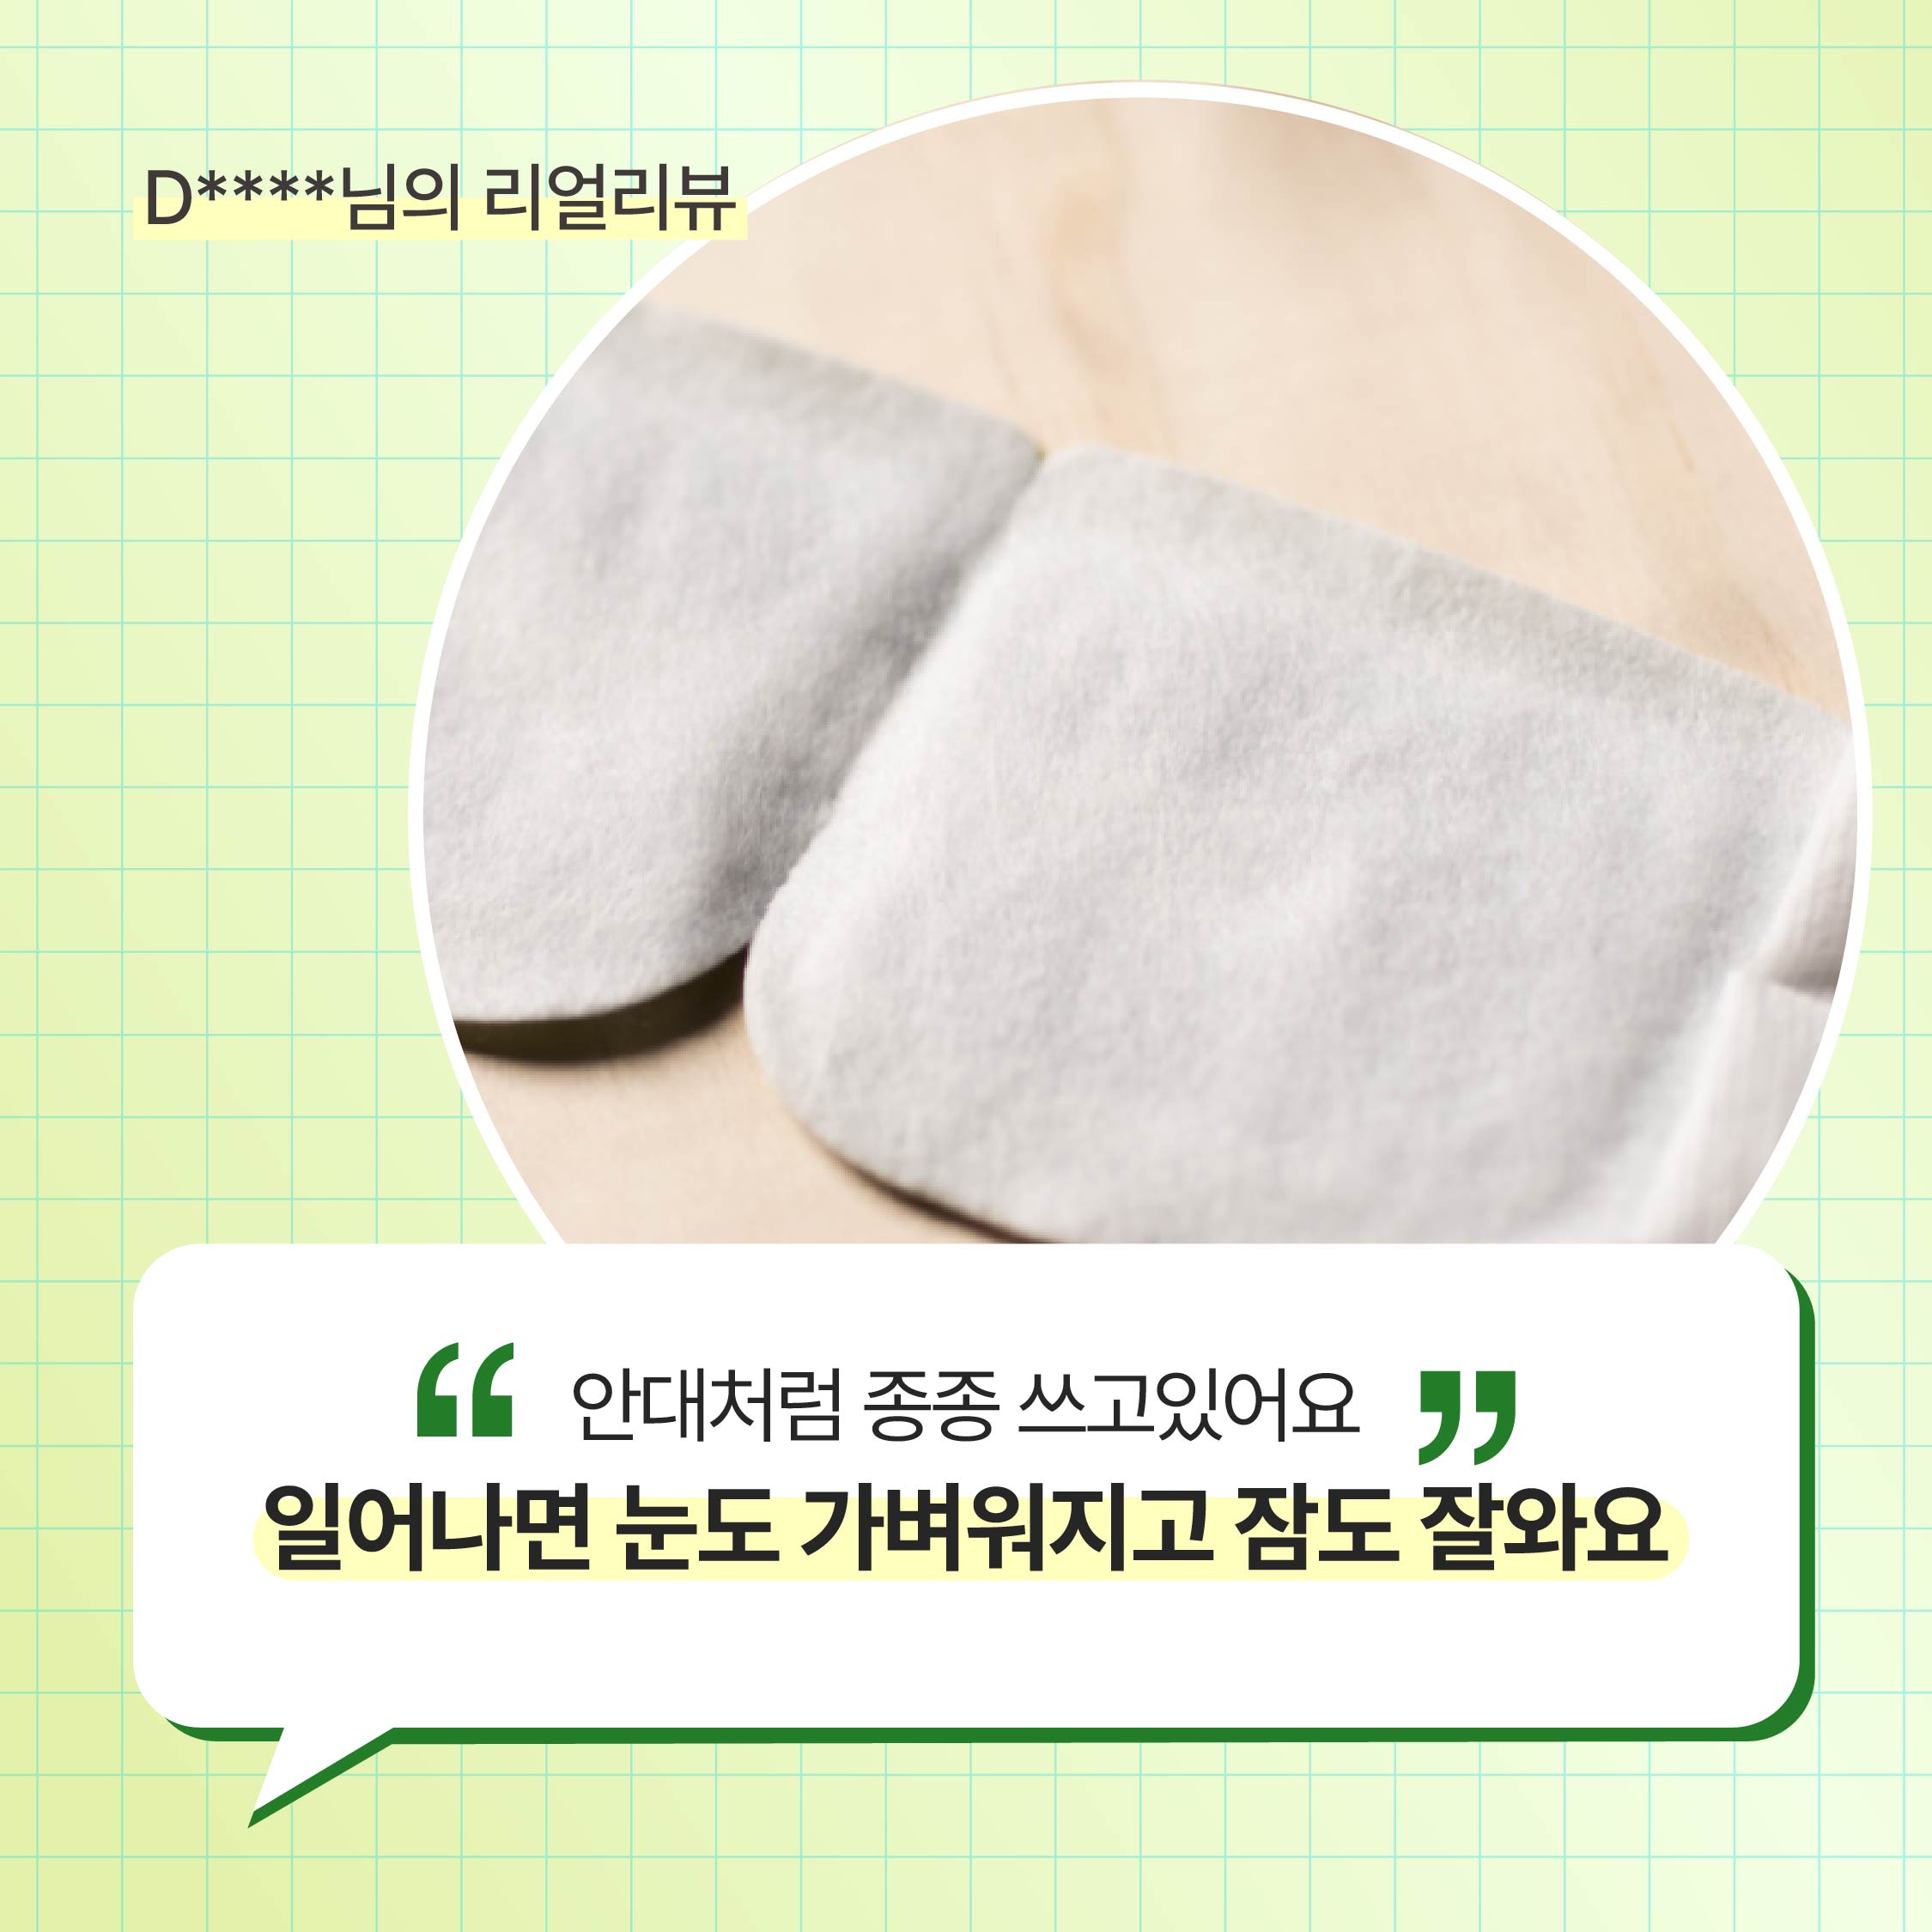 D****님의 리얼리뷰
“ 안대처럼 종종 쓰고있어요 ”
일어나면 눈도 가벼워지고 잠도 잘와요